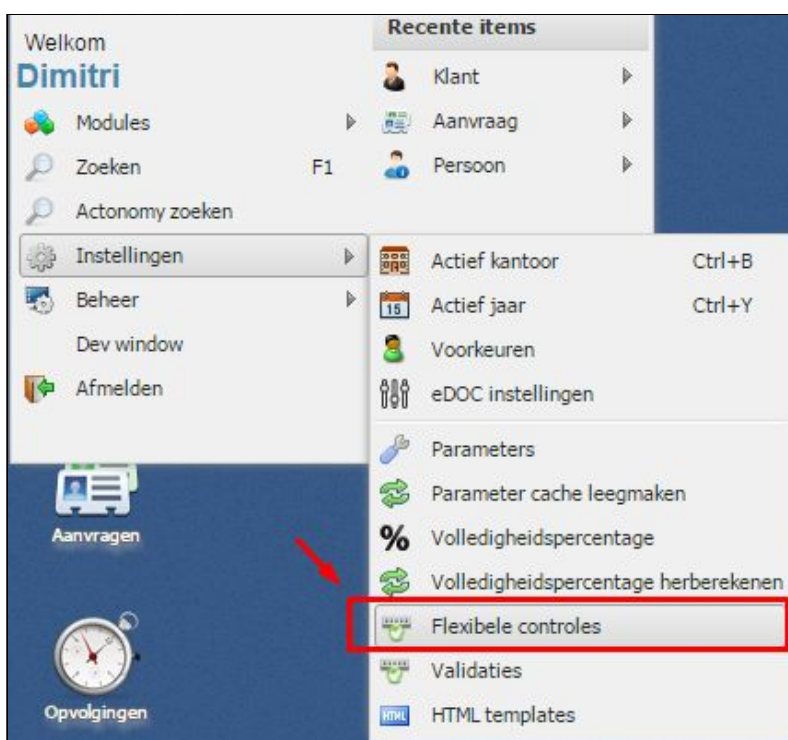 Welkom
Dimitri
Modules
Zoeken F1
Actonomy zoeken
Instellingen
Beheer
Dev window
Afmelden
Recente items
Klant
Aanvraag
Persoon
Actief kantoor Ctrl+B
15 Actief jaar Ctrl+Y
Voorkeuren
eDOC instellingen
Parameters
Parameter cache leegmaken
% Volledigheidspercentage
Volledigheidspercentage herberekenen
Flexibele controles
Validaties
HTML HTML templates
Aanvragen
Opvolgingen